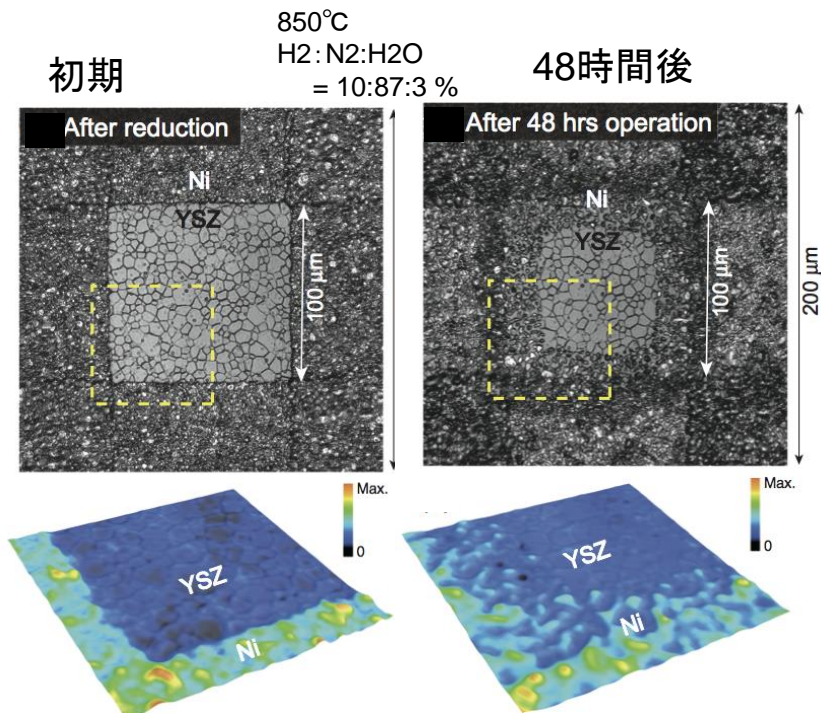 850℃
H2:N2:H2O
= 10:87:3 %
初期
48時間後
After reduction
After 48 hrs operation
Ni
YSZ
100 μm
Ni
YSZ
100 μm
200 μm
Max.
0
YSZ
Ni
Max.
0
YSZ
Ni